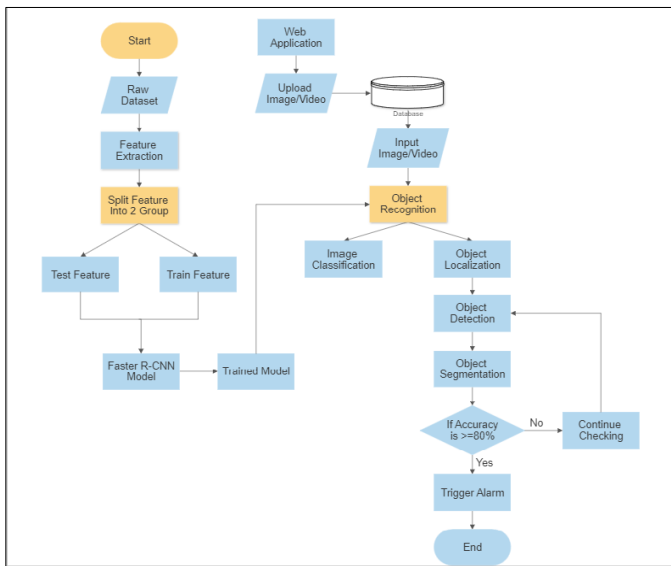 Start
Raw
Dataset
Feature
Extraction
Split Feature
Into 2 Group
Test Feature
Train Feature
Faster R-CNN
Model
Trained Model
Web
Application
Upload
Image/Video
Database
Input
Image/Video
Object
Recognition
Image
Classification
Object
Localization
Object
Detection
Object
Segmentation
If Accuracy
is >=80%
No
Continue
Checking
Yes
Trigger Alarm
End